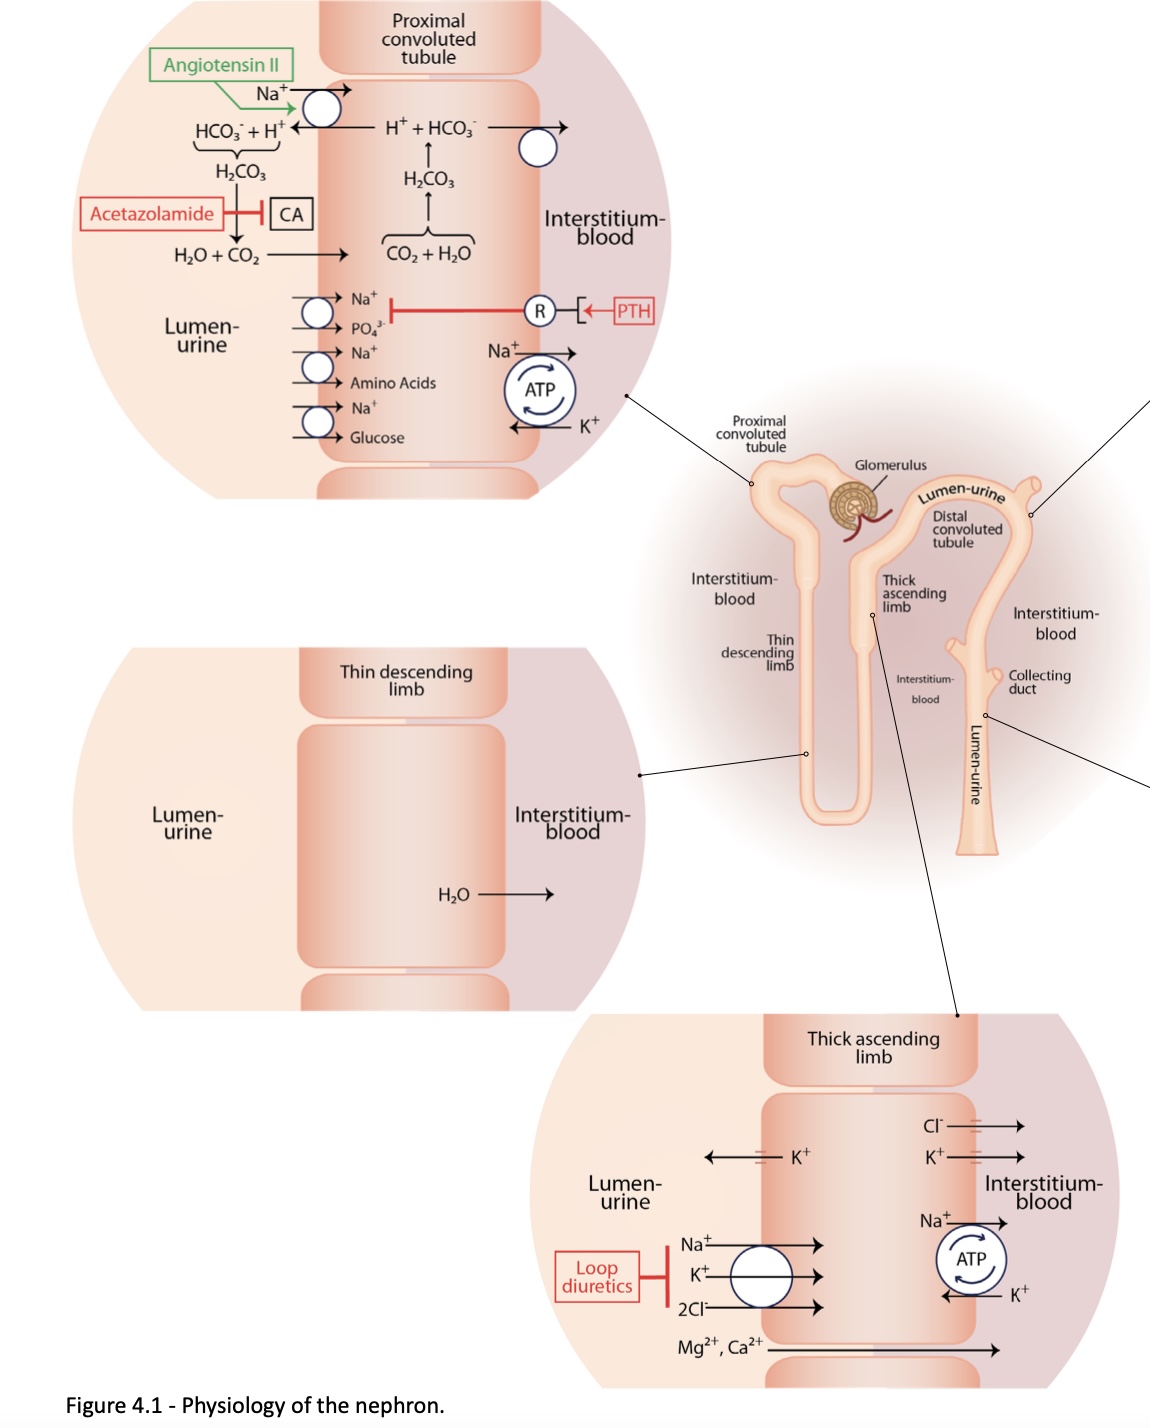 Proximal
convoluted
tubule
Angiotensin II
Na⁺
HCO₃⁻ + H⁺
H⁺ + HCO₃⁻
H₂CO₃
H₂CO₃
Acetazolamide
CA
H₂O + CO₂
CO₂ + H₂O
Interstitium-
blood
Lumen-
urine
Na⁺
PO₄³⁻
R
PTH
Na⁺
Amino Acids
Na⁺
Glucose
Na⁺
ATP
K⁺
Proximal
convoluted
tubule
Glomerulus
Lumen-urine
Distal
convoluted
tubule
Interstitium-
blood
Thick
ascending
limb
Interstitium-
blood
Thin
descending
limb
Interstitium-
blood
Collecting
duct
Lumen-urine
Thin descending
limb
Lumen-
urine
Interstitium-
blood
H₂O
Thick ascending
limb
Cl⁻
K⁺
K⁺
Lumen-
urine
Interstitium-
blood
Na⁺
ATP
K⁺
Loop
diuretics
Na⁺
K⁺
2Cl⁻
Mg²⁺, Ca²⁺
Figure 4.1 - Physiology of the nephron.